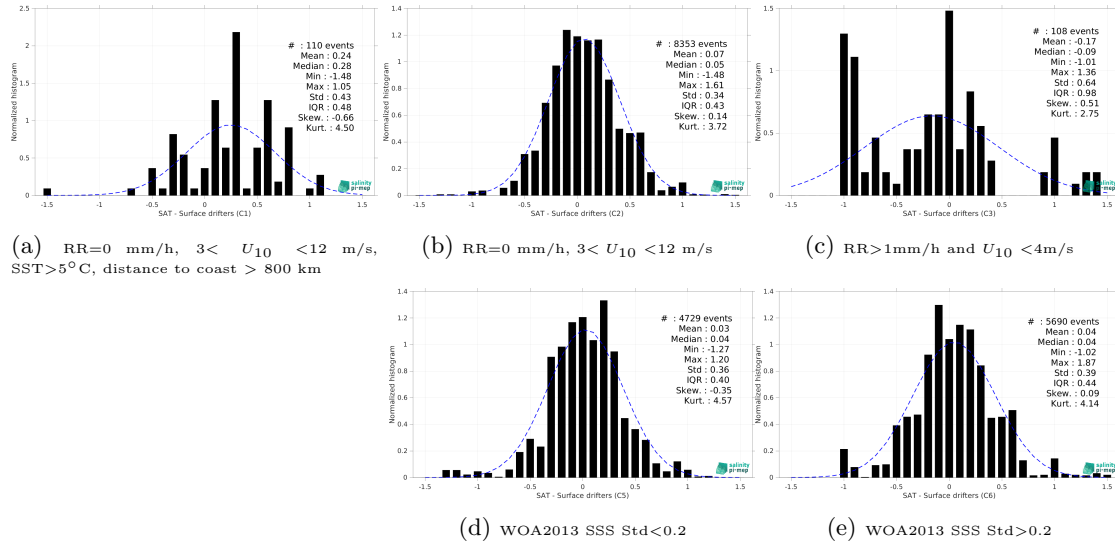 2.5
2
1.5
1
0.5
0
Normalized histogram
# : 110 events
Mean : 0.24
Median : 0.28
Min : -1.48
Max : 1.05
Std : 0.43
IQR : 0.48
Skew. : -0.66
Kurt. : 4.50
salinity
pi-mep
-1.5 -1 -0.5 0 0.5 1 1.5
SAT - Surface drifters (C1)
(a) RR=0 mm/h, 3< U10 <12 m/s,
SST>5°C, distance to coast > 800 km
1.4
1.2
1
0.8
0.6
0.4
0.2
0
Normalized histogram
# : 8353 events
Mean : 0.07
Median : 0.05
Min : -1.48
Max : 1.61
Std : 0.34
IQR : 0.43
Skew. : 0.14
Kurt. : 3.72
salinity
pi-mep
-1.5 -1 -0.5 0 0.5 1 1.5
SAT - Surface drifters (C2)
(b) RR=0 mm/h, 3< U10 <12 m/s
1.5
1
0.5
0
Normalized histogram
# : 108 events
Mean : -0.17
Median : -0.09
Min : -1.01
Max : 1.36
Std : 0.64
IQR : 0.98
Skew. : 0.51
Kurt. : 2.75
salinity
pi-mep
-1.5 -1 -0.5 0 0.5 1 1.5
SAT - Surface drifters (C3)
(c) RR>1mm/h and U10 <4m/s
1.4
1.2
1
0.8
0.6
0.4
0.2
0
Normalized histogram
# : 4729 events
Mean : 0.03
Median : 0.04
Min : -1.27
Max : 1.20
Std : 0.36
IQR : 0.40
Skew. : -0.35
Kurt. : 4.57
salinity
pi-mep
-1.5 -1 -0.5 0 0.5 1 1.5
SAT - Surface drifters (C5)
(d) WOA2013 SSS Std<0.2
1.4
1.2
1
0.8
0.6
0.4
0.2
0
Normalized histogram
# : 5690 events
Mean : 0.04
Median : 0.04
Min : -1.02
Max : 1.87
Std : 0.39
IQR : 0.44
Skew. : 0.09
Kurt. : 4.14
salinity
pi-mep
-1.5 -1 -0.5 0 0.5 1 1.5
SAT - Surface drifters (C6)
(e) WOA2013 SSS Std>0.2